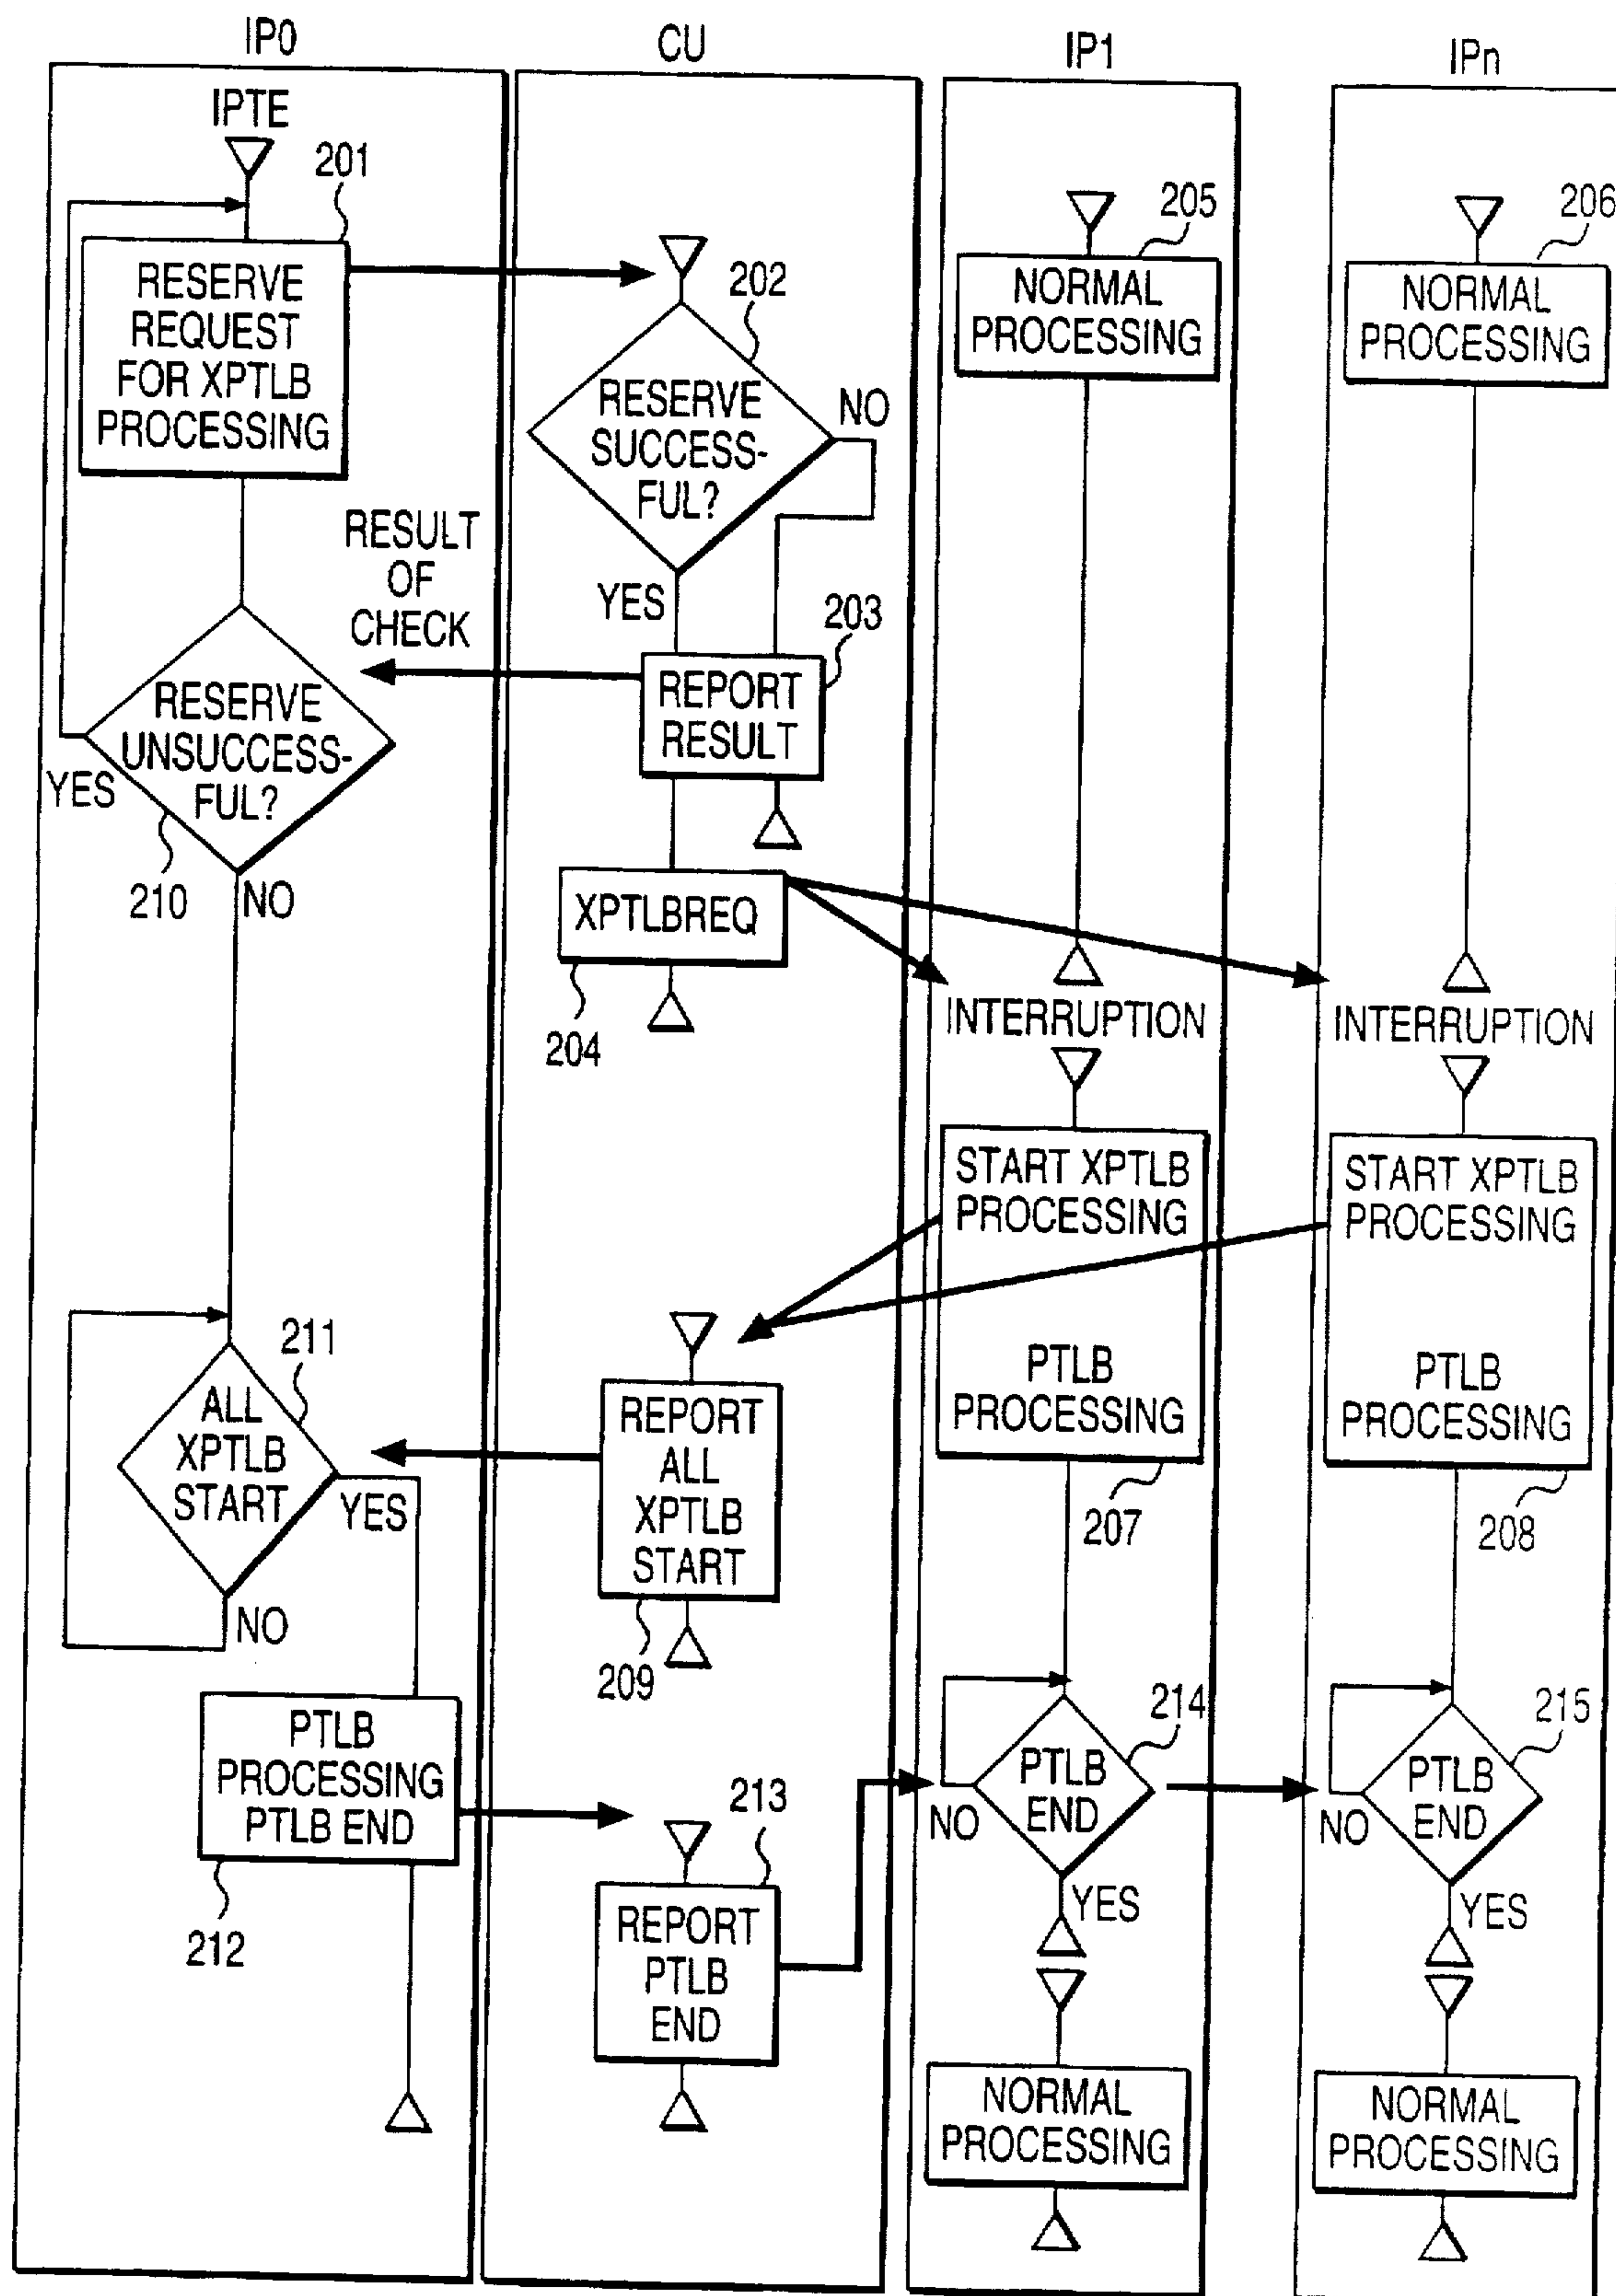 IP0
CU
IP1
IPn
IPTE
201
RESERVE
REQUEST
FOR XPTLB
PROCESSING
202
RESERVE
SUCCESS-
FUL?
NO
YES
205
NORMAL
PROCESSING
206
NORMAL
PROCESSING
RESULT
OF
CHECK
203
REPORT
RESULT
RESERVE
UNSUCCESS-
FUL?
YES
210
NO
XPTLBREQ
204
INTERRUPTION
INTERRUPTION
START XPTLB
PROCESSING
PTLB
PROCESSING
207
START XPTLB
PROCESSING
PTLB
PROCESSING
208
211
ALL
XPTLB
START
YES
NO
REPORT
ALL
XPTLB
START
209
PTLB
PROCESSING
PTLB END
212
213
REPORT
PTLB
END
214
PTLB
END
NO
YES
215
PTLB
END
NO
YES
NORMAL
PROCESSING
NORMAL
PROCESSING